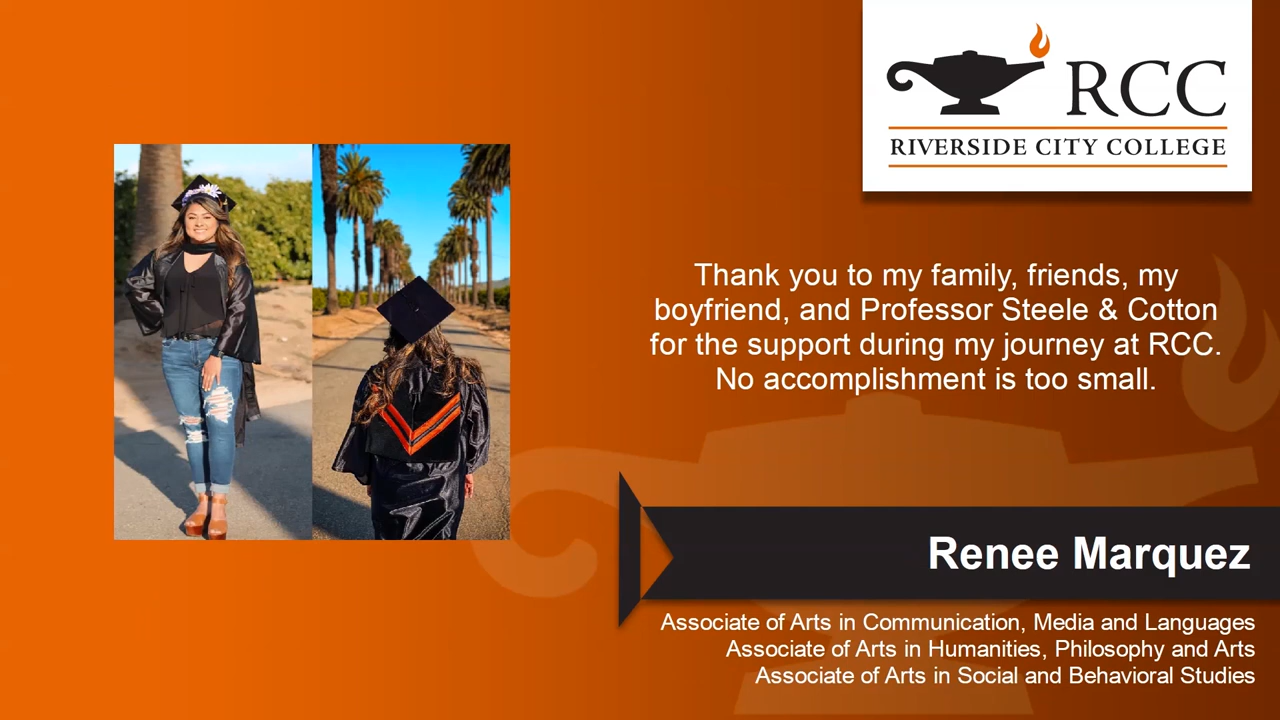 RCC
RIVERSIDE CITY COLLEGE
Thank you to my family, friends, my
boyfriend, and Professor Steele & Cotton
for the support during my journey at RCC.
No accomplishment is too small.
Renee Marquez
Associate of Arts in Communication, Media and Languages
Associate of Arts in Humanities, Philosophy and Arts
Associate of Arts in Social and Behavioral Studies